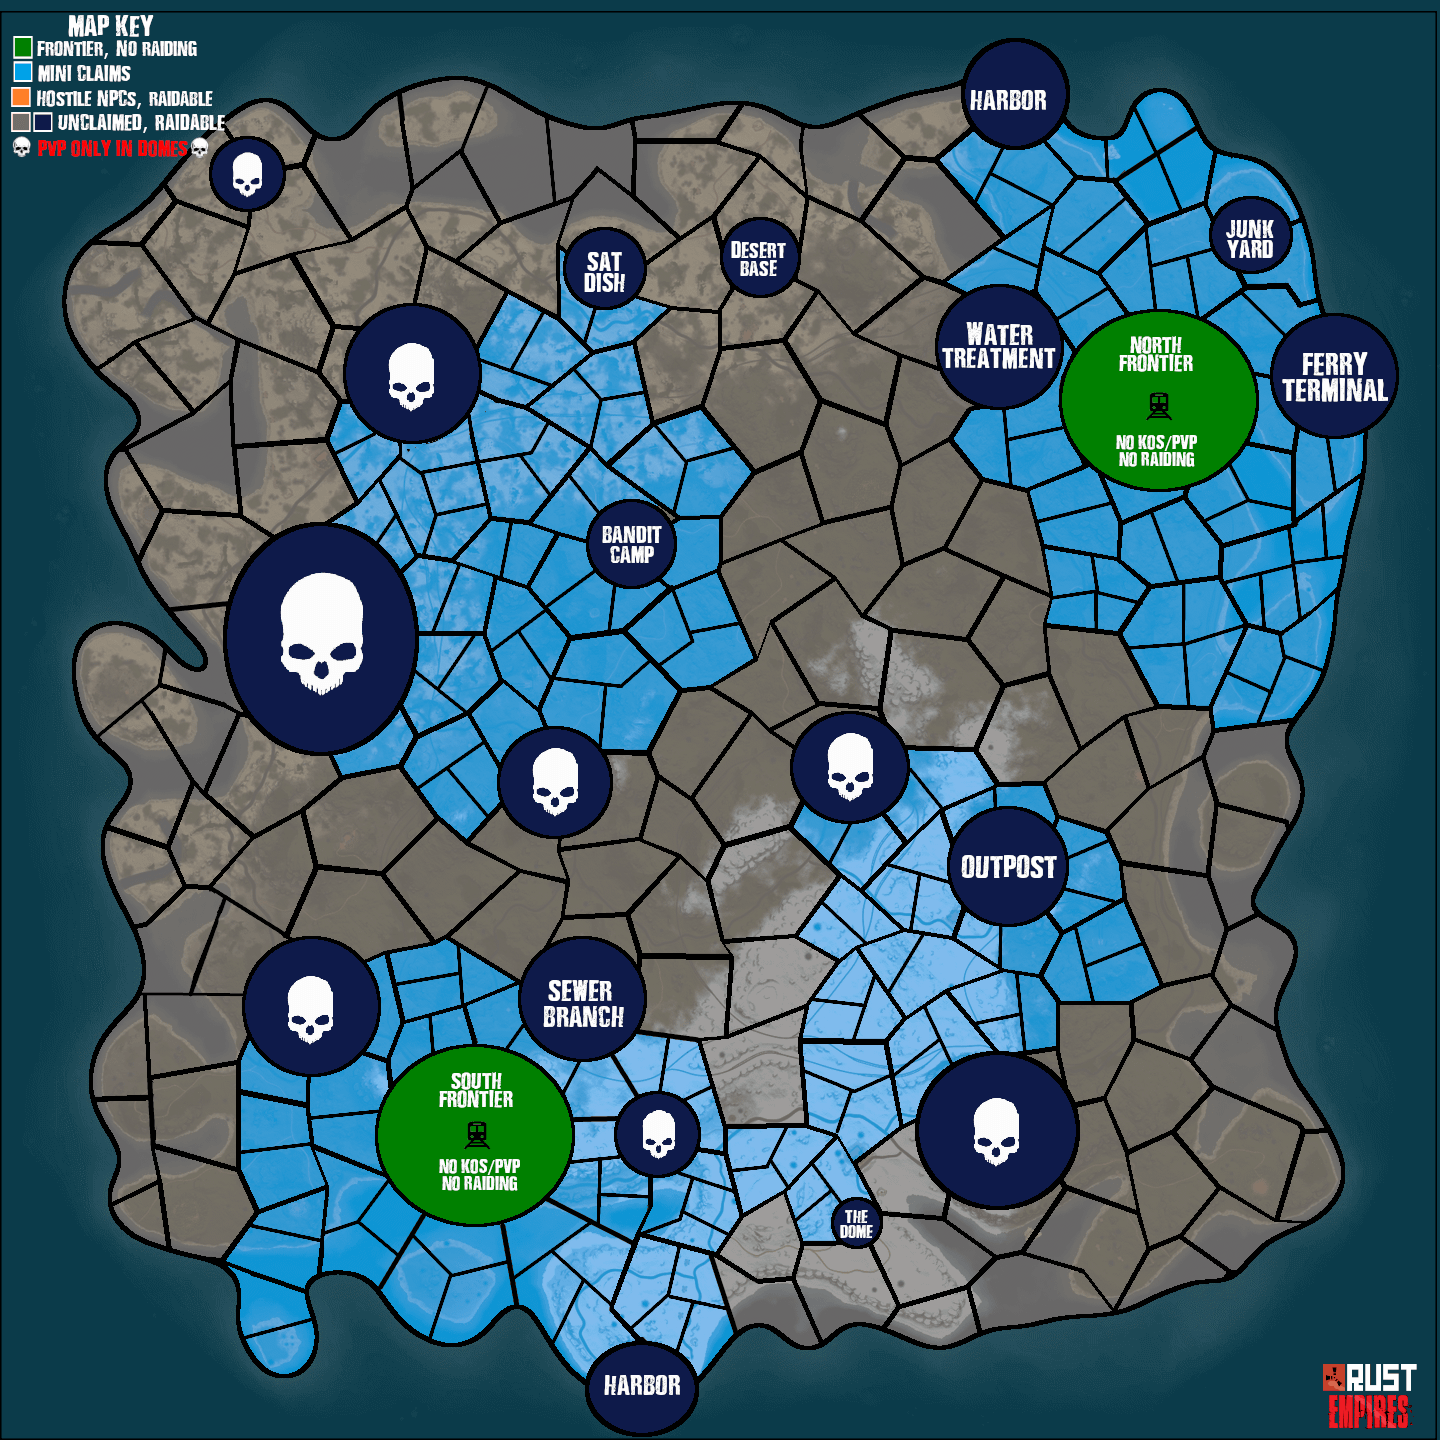 MAP KEY
FRONTIER, NO RAIDING
MINI CLAIMS
HOSTILE NPCS, RAIDABLE
UNCLAIMED, RAIDABLE
PVP ONLY IN DOMES
HARBOR
JUNK
YARD
SAT
DISH
DESERT
BASE
WATER
TREATMENT
NORTH
FRONTIER
NO KOS/PVP
NO RAIDING
FERRY
TERMINAL
BANDIT
CAMP
OUTPOST
SEWER
BRANCH
SOUTH
FRONTIER
NO KOS/PVP
NO RAIDING
THE
DOME
HARBOR
RUST
EMPIRES